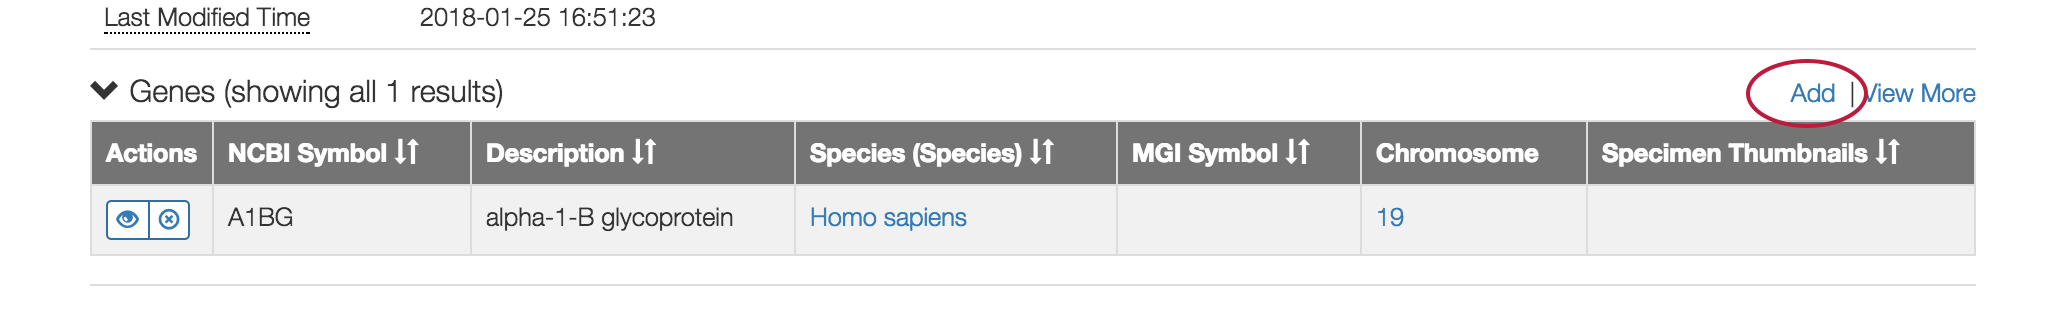 Last Modified Time 2018-01-25 16:51:23
Genes (showing all 1 results) Add | View More
Actions NCBI Symbol Description Species (Species) MGI Symbol Chromosome Specimen Thumbnails
A1BG alpha-1-B glycoprotein Homo sapiens 19